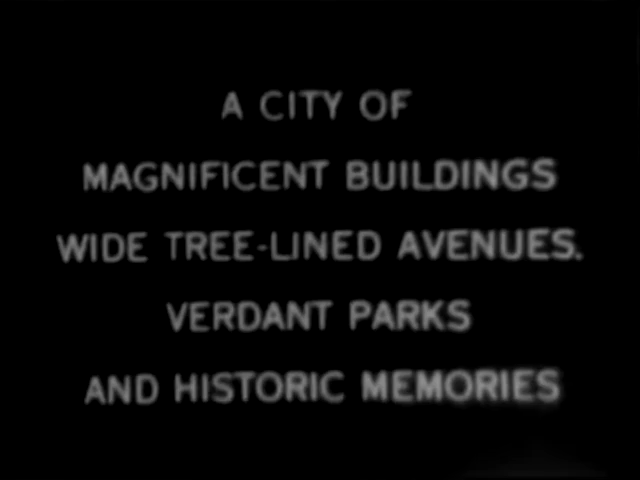 A CITY OF
MAGNIFICENT BUILDINGS
WIDE TREE-LINED AVENUES.
VERDANT PARKS
AND HISTORIC MEMORIES